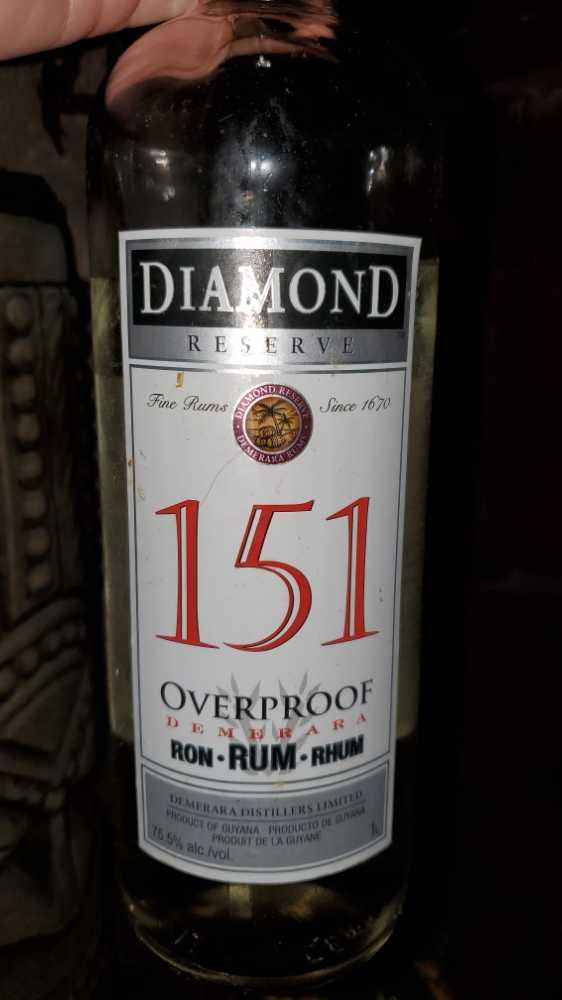 DIAMOND
RESERVE
Fine Rums
DIAMOND RESERVE
DEMERARA RUMS
Since 1670
151
OVERPROOF
DEMERARA
RON • RUM • RHUM
DEMERARA DISTILLERS LIMITED
PRODUCT OF GUYANA PRODUCTO DE GUYANA
PRODUIT DE LA GUYANE
75.5% alc./vol.
1L